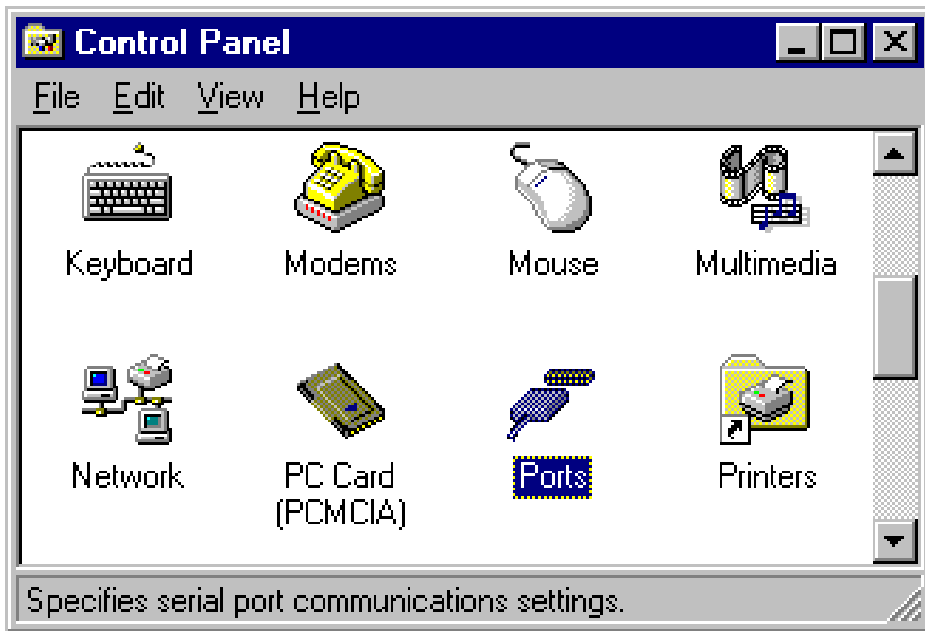 Control Panel
File Edit View Help
Keyboard Modems Mouse Multimedia
Network PC Card (PCMCIA) Ports Printers
Specifies serial port communications settings.